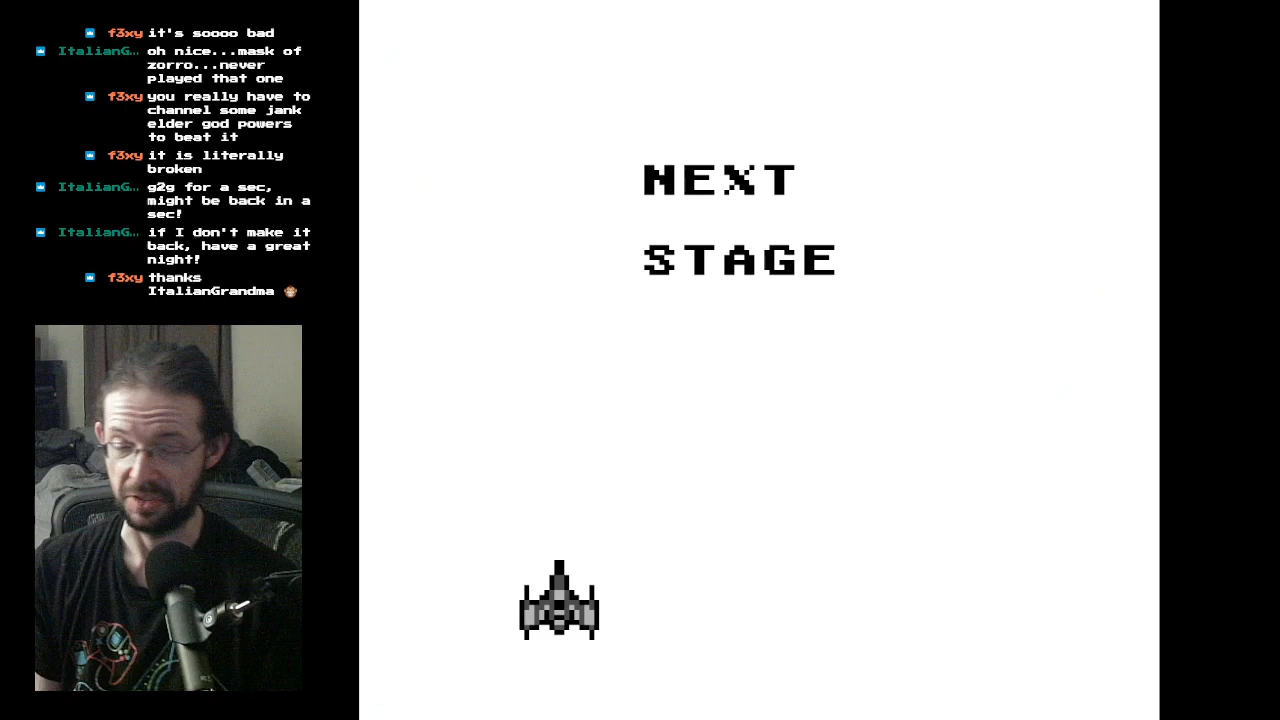 f3xy it's soooo bad
ItalianG... oh nice...mask of
zorro...never
played that one
f3xy you really have to
channel some jank
elder god powers
to beat it
f3xy it is literally
broken
ItalianG... g2g for a sec,
might be back in a
sec!
ItalianG... if I don't make it
back, have a great
night!
f3xy thanks
ItalianGrandma 🐵
NEXT
STAGE